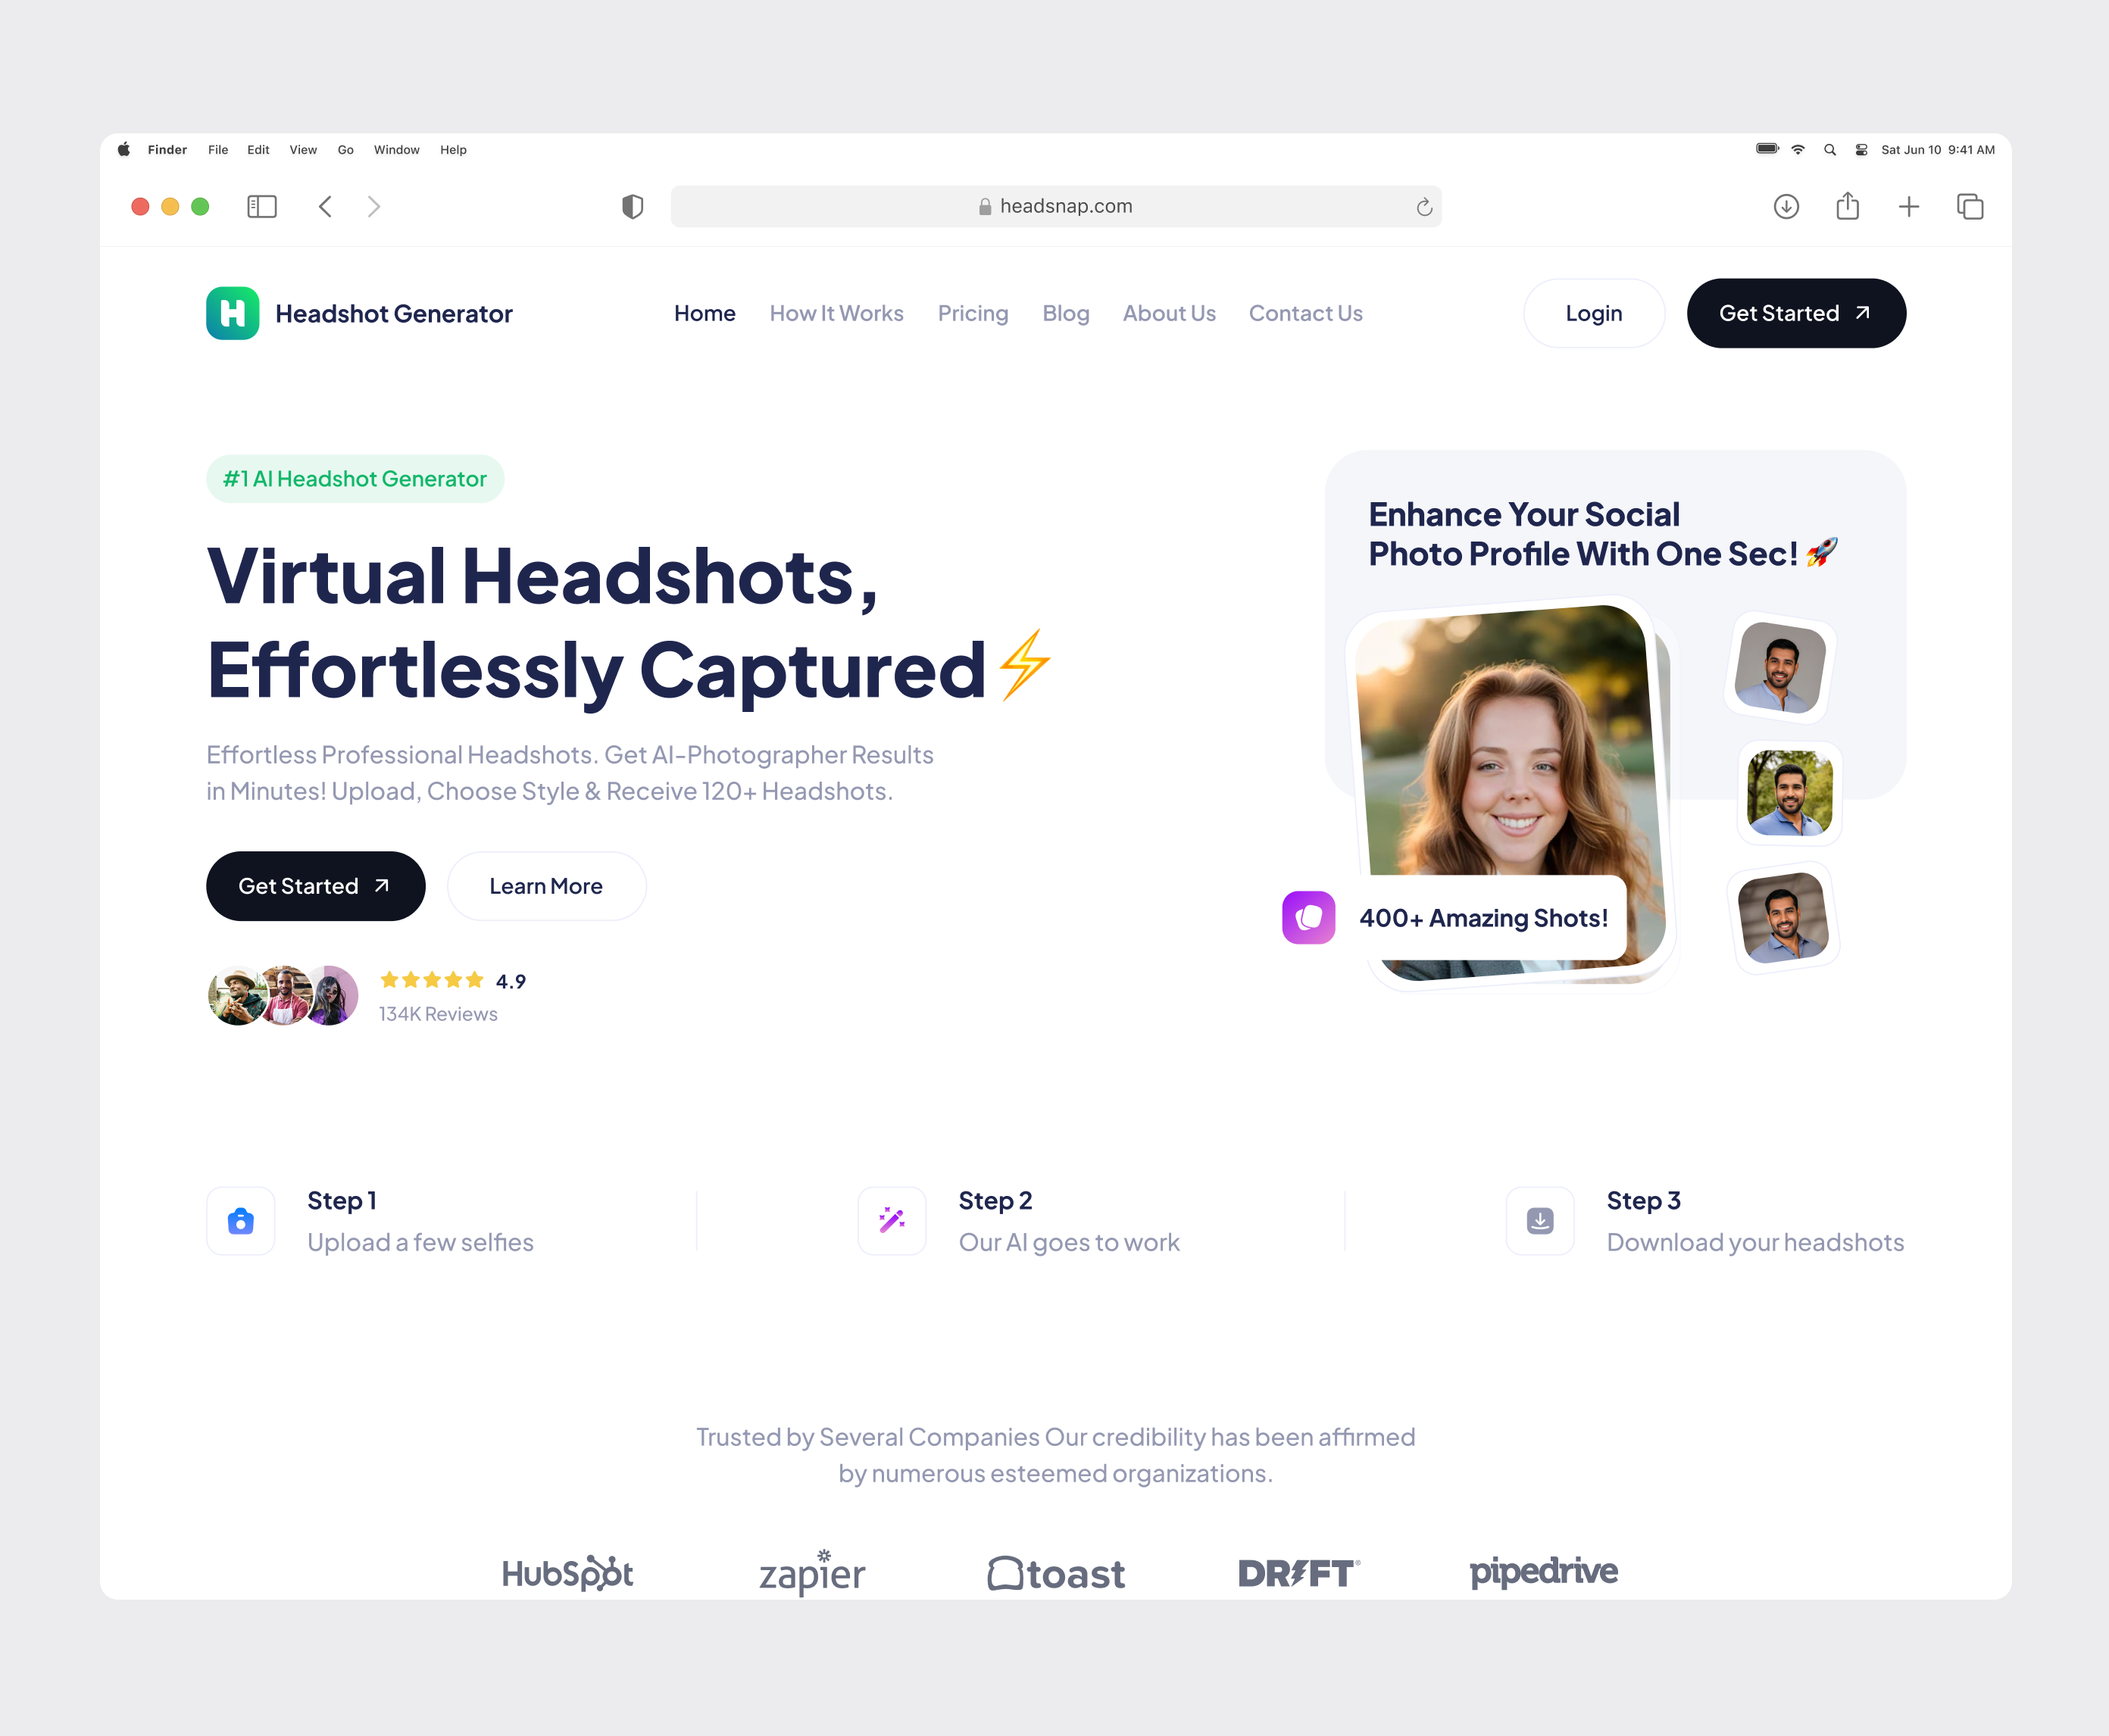 Finder File Edit View Go Window Help
Sat Jun 10 9:41 AM
headsnap.com
H Headshot Generator
Home How It Works Pricing Blog About Us Contact Us
Login
Get Started
#1 AI Headshot Generator
Virtual Headshots,
Effortlessly Captured⚡
Effortless Professional Headshots. Get AI-Photographer Results
in Minutes! Upload, Choose Style & Receive 120+ Headshots.
Get Started
Learn More
4.9
134K Reviews
Enhance Your Social
Photo Profile With One Sec! 🚀
400+ Amazing Shots!
Step 1
Upload a few selfies
Step 2
Our AI goes to work
Step 3
Download your headshots
Trusted by Several Companies Our credibility has been affirmed
by numerous esteemed organizations.
HubSpot zapier toast DRIFT® pipedrive